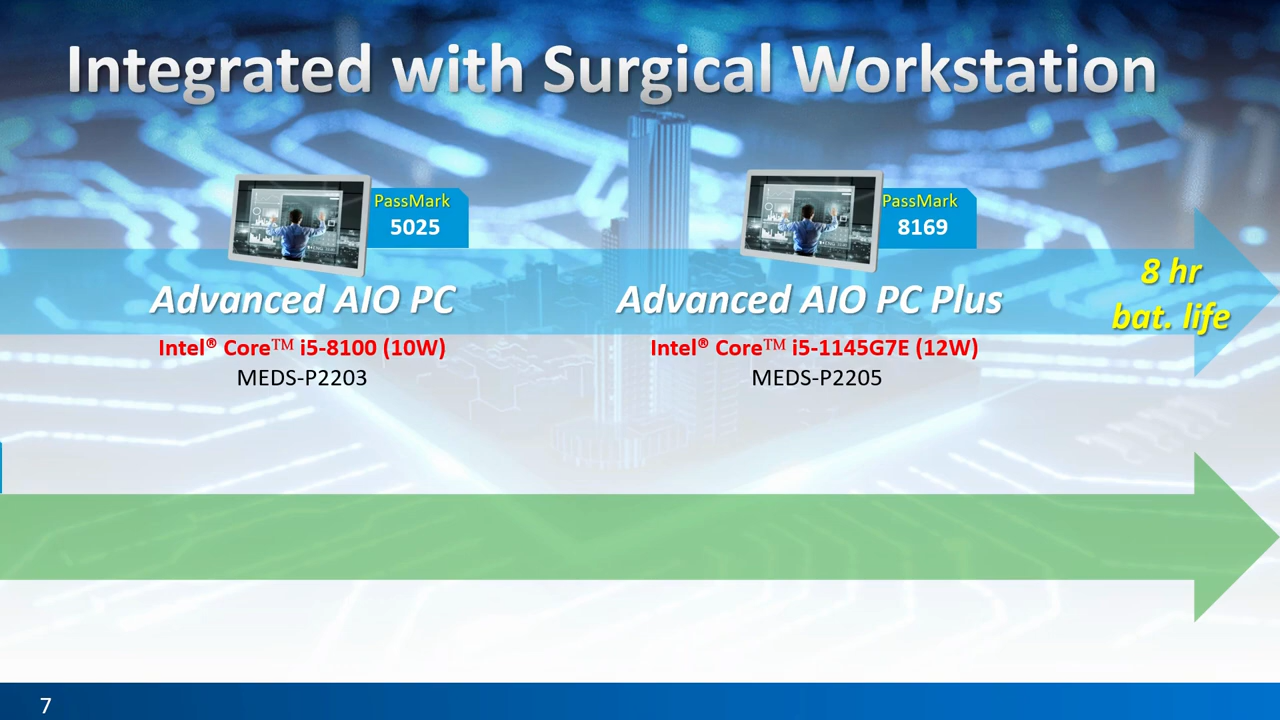 Integrated with Surgical Workstation
PassMark
5025
PassMark
8169
8 hr
bat. life
Advanced AIO PC
Advanced AIO PC Plus
Intel® Core™ i5-8100 (10W)
MEDS-P2203
Intel® Core™ i5-1145G7E (12W)
MEDS-P2205
7